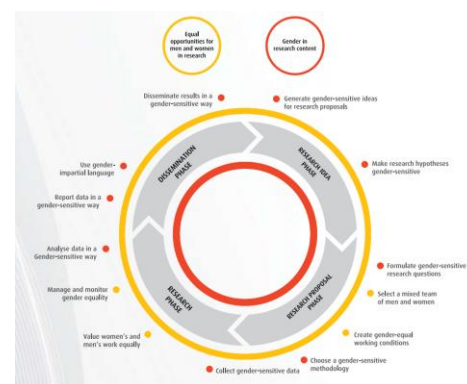 Equal
opportunities for
men and women
in research
Gender in
research content
Disseminate results in a
gender-sensitive way
Generate gender-sensitive ideas
for research proposals
DISSEMINATION
PHASE
RESEARCH IDEA
PHASE
Use gender-
impartial language
Make research hypotheses
gender-sensitive
Report data in a
gender-sensitive way
Analyse data in a
Gender-sensitive way
Formulate gender-sensitive
research questions
Manage and monitor
gender equality
Select a mixed team
of men and women
RESEARCH
PHASE
RESEARCH PROPOSAL
PHASE
Value women's and
men's work equally
Create gender-equal
working conditions
Choose a gender-sensitive
methodology
Collect gender-sensitive data